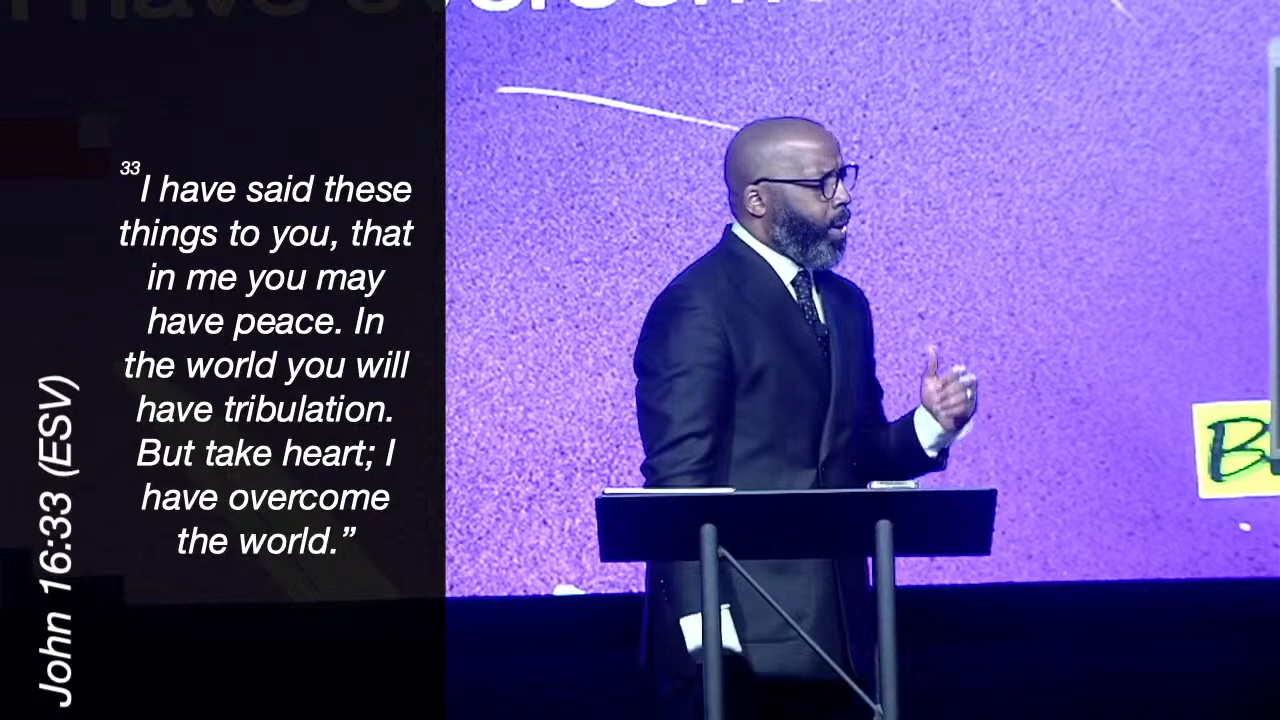 33 I have said these
things to you, that
in me you may
have peace. In
the world you will
have tribulation.
But take heart; I
have overcome
the world.”
John 16:33 (ESV)